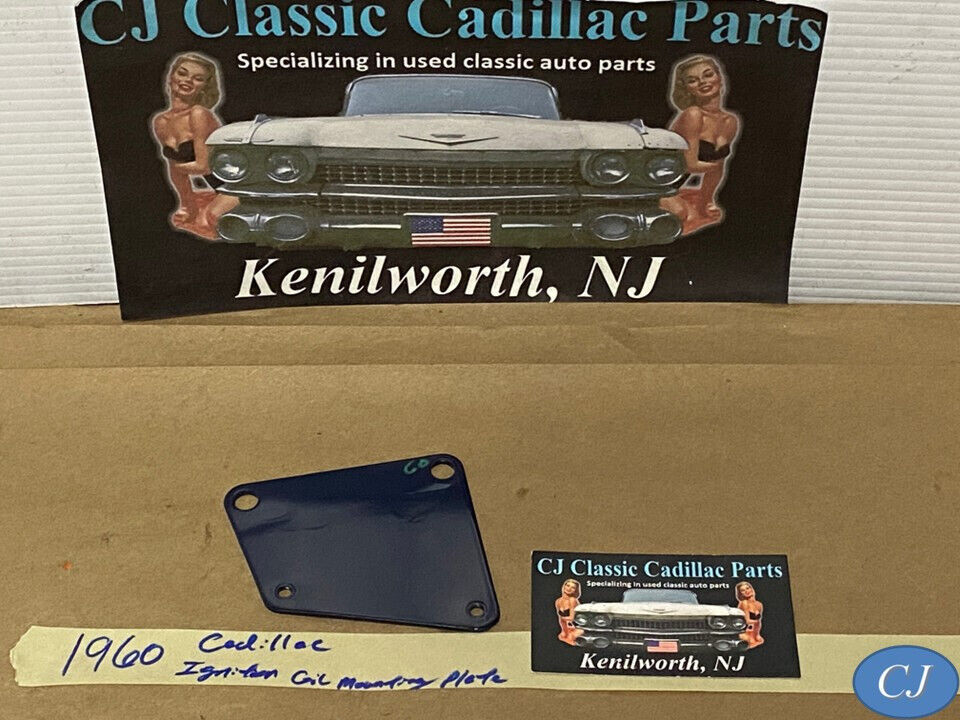 CJ Classic Cadillac Parts
Specializing in used classic auto parts
Kenilworth, NJ
60
CJ Classic Cadillac Parts
Specializing in used classic auto parts
Kenilworth, NJ
1960 Cadillac
Ignition Coil Mounting Plate
CJ